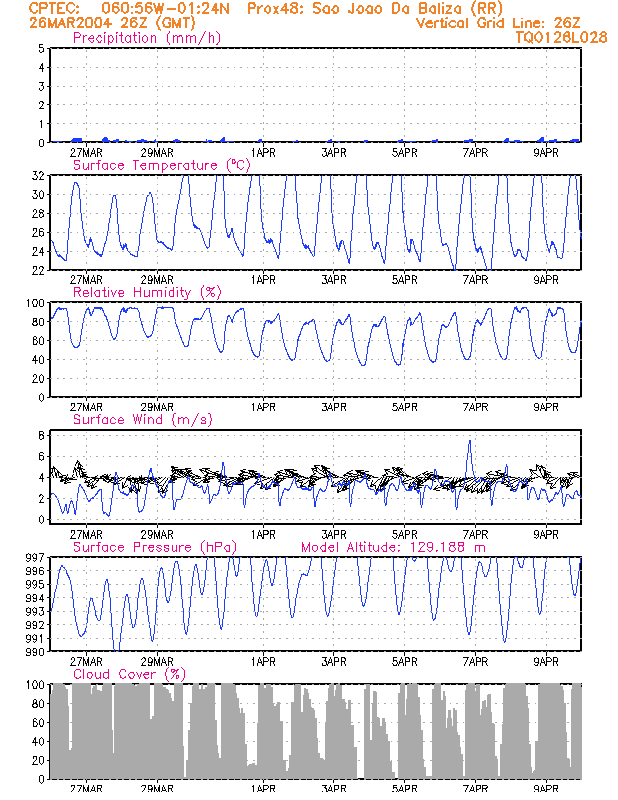 CPTEC: 060:56W-01:24N Prox48: Sao Joao Da Baliza (RR)
26MAR2004 26Z (GMT) Vertical Grid Line: 26Z
Precipitation (mm/h) TQ0126L028
5
4
3
2
1
0
27MAR 29MAR 1APR 3APR 5APR 7APR 9APR
Surface Temperature (°C)
32
30
28
26
24
22
27MAR 29MAR 1APR 3APR 5APR 7APR 9APR
Relative Humidity (%)
100
80
60
40
20
0
27MAR 29MAR 1APR 3APR 5APR 7APR 9APR
Surface Wind (m/s)
8
6
4
2
0
27MAR 29MAR 1APR 3APR 5APR 7APR 9APR
Surface Pressure (hPa) Model Altitude: 129.188 m
997
996
995
994
993
992
991
990
27MAR 29MAR 1APR 3APR 5APR 7APR 9APR
Cloud Cover (%)
100
80
60
40
20
0
27MAR 29MAR 1APR 3APR 5APR 7APR 9APR